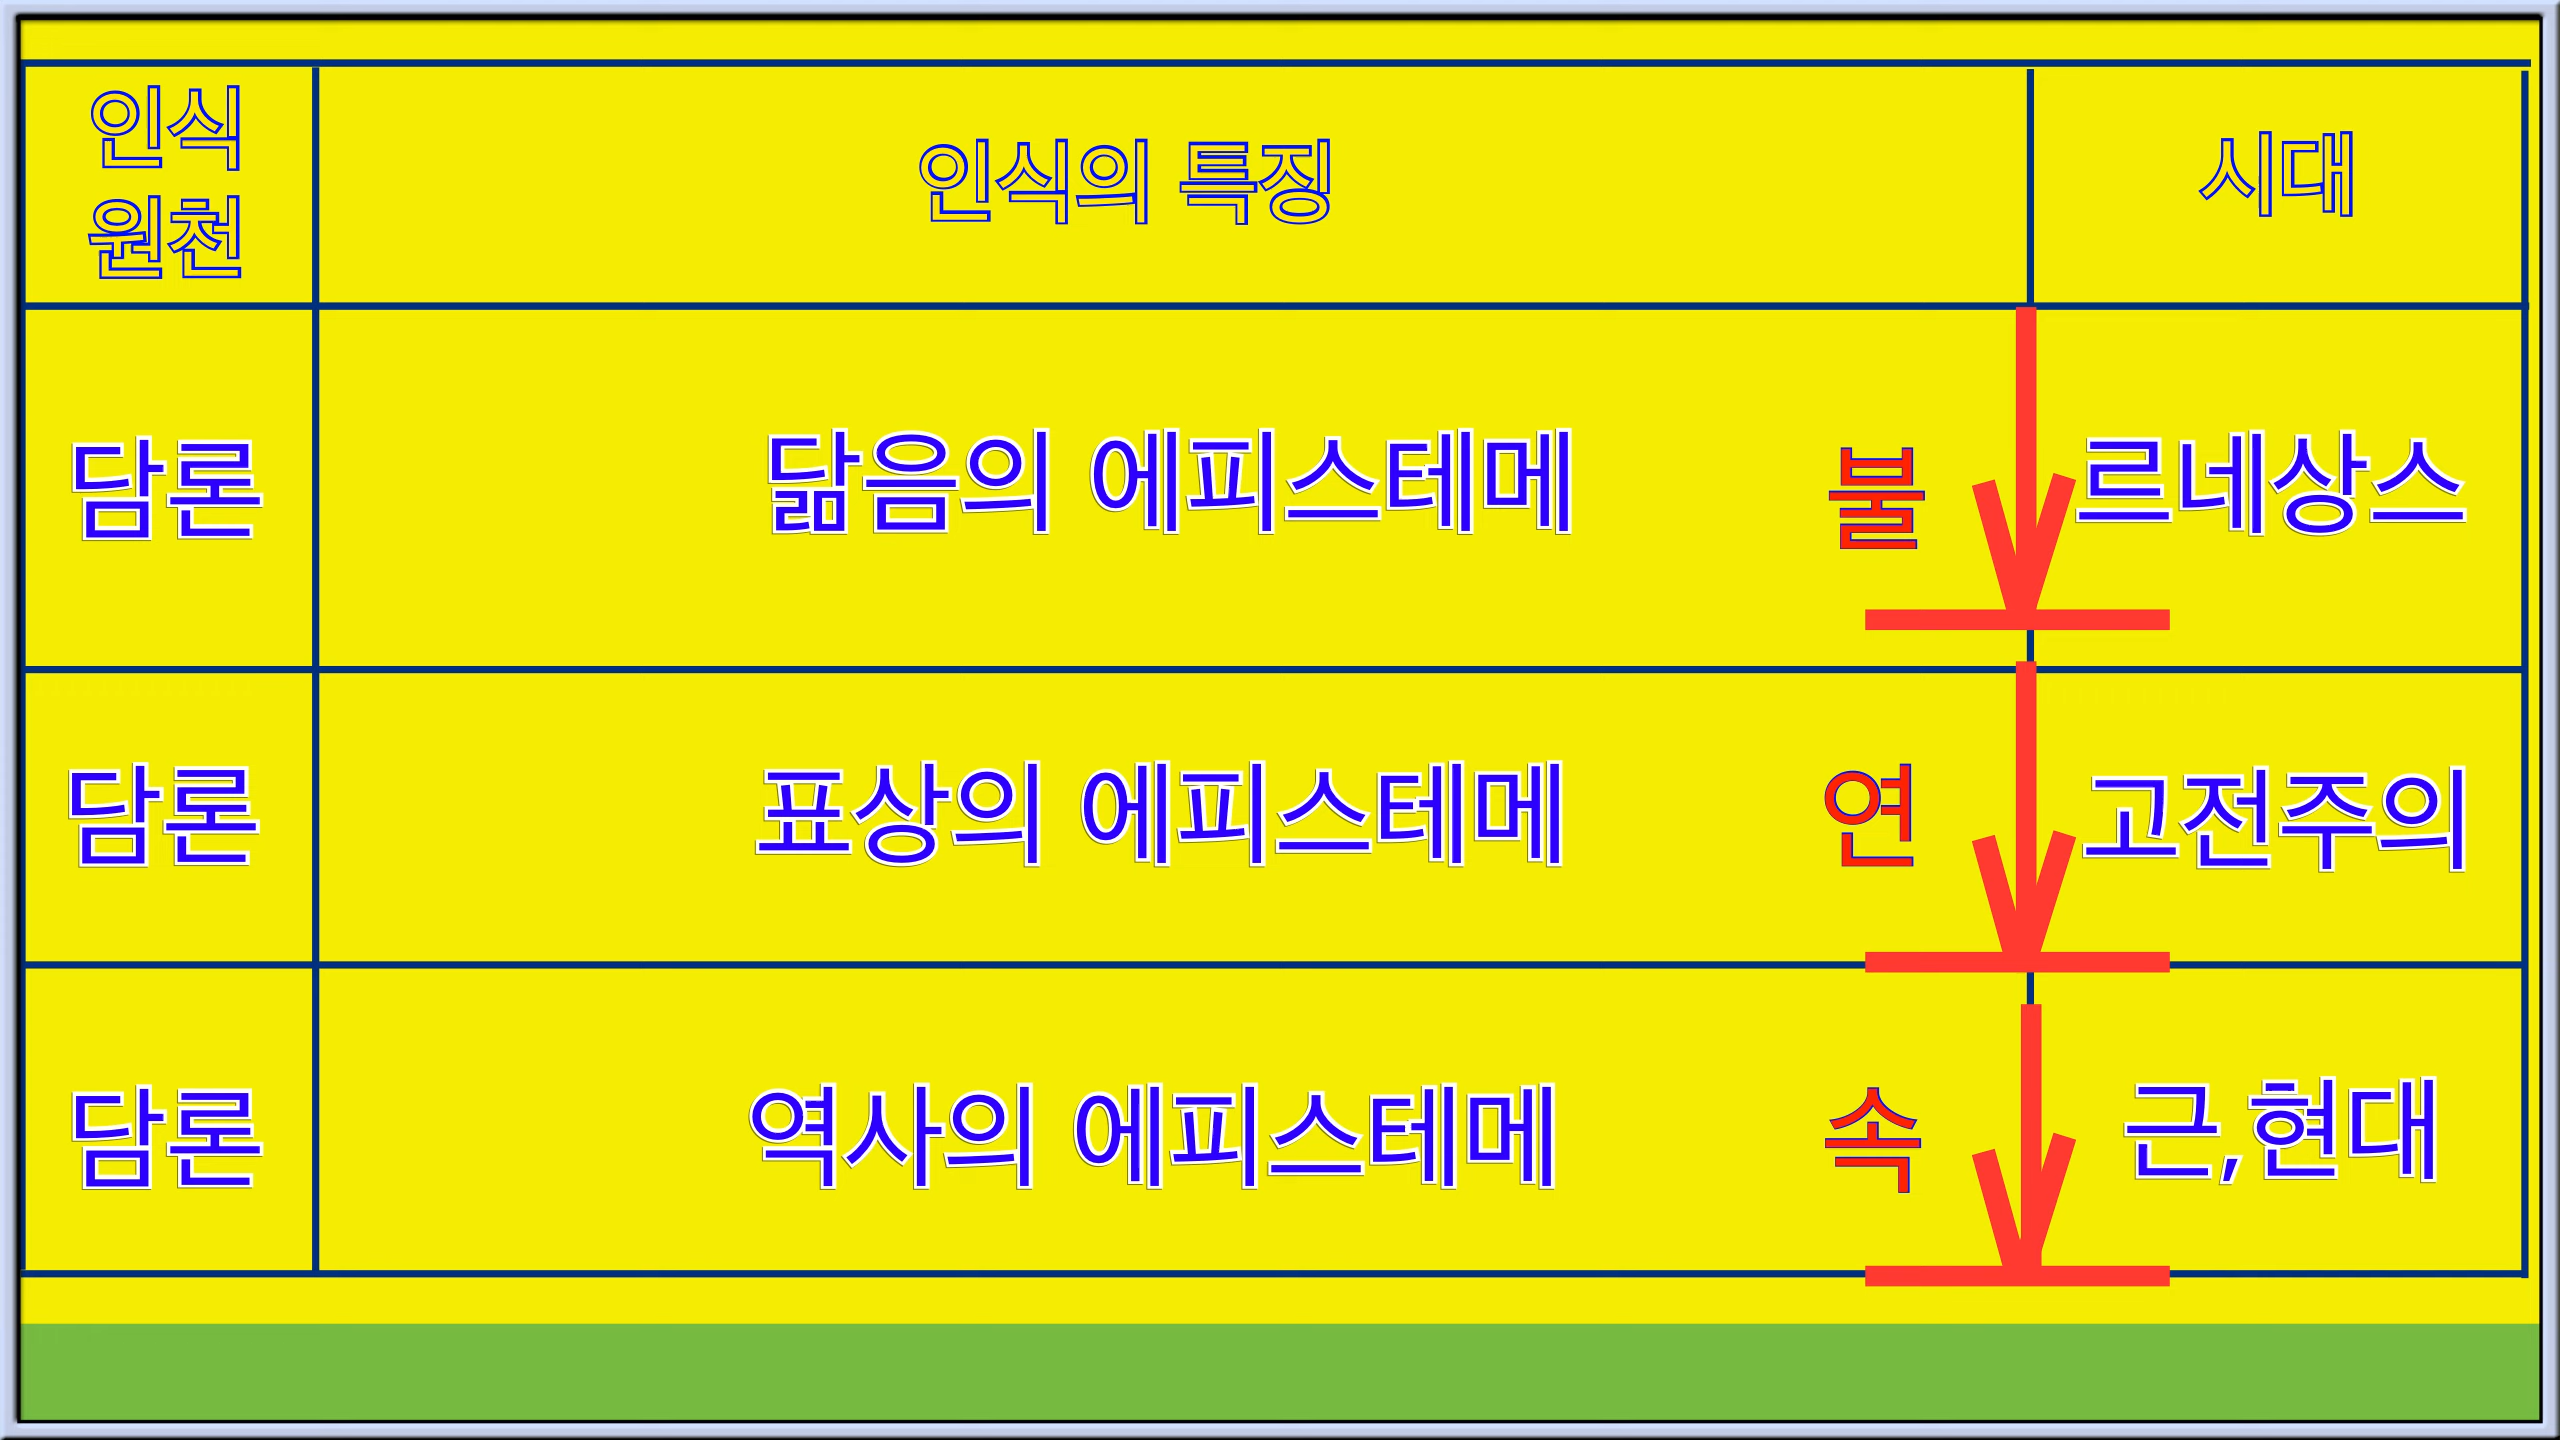 인식
원천
인식의 특징
시대
담론
닮음의 에피스테메
불
르네상스
담론
표상의 에피스테메
연
고전주의
담론
역사의 에피스테메
속
근,현대